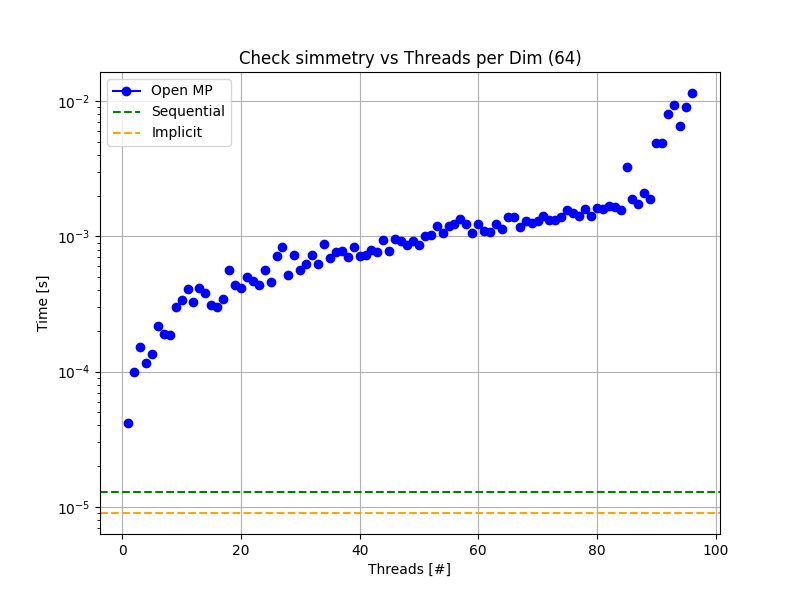 Check simmetry vs Threads per Dim (64)
Open MP
Sequential
Implicit
10⁻²
10⁻³
10⁻⁴
10⁻⁵
Time [s]
0 20 40 60 80 100
Threads [#]